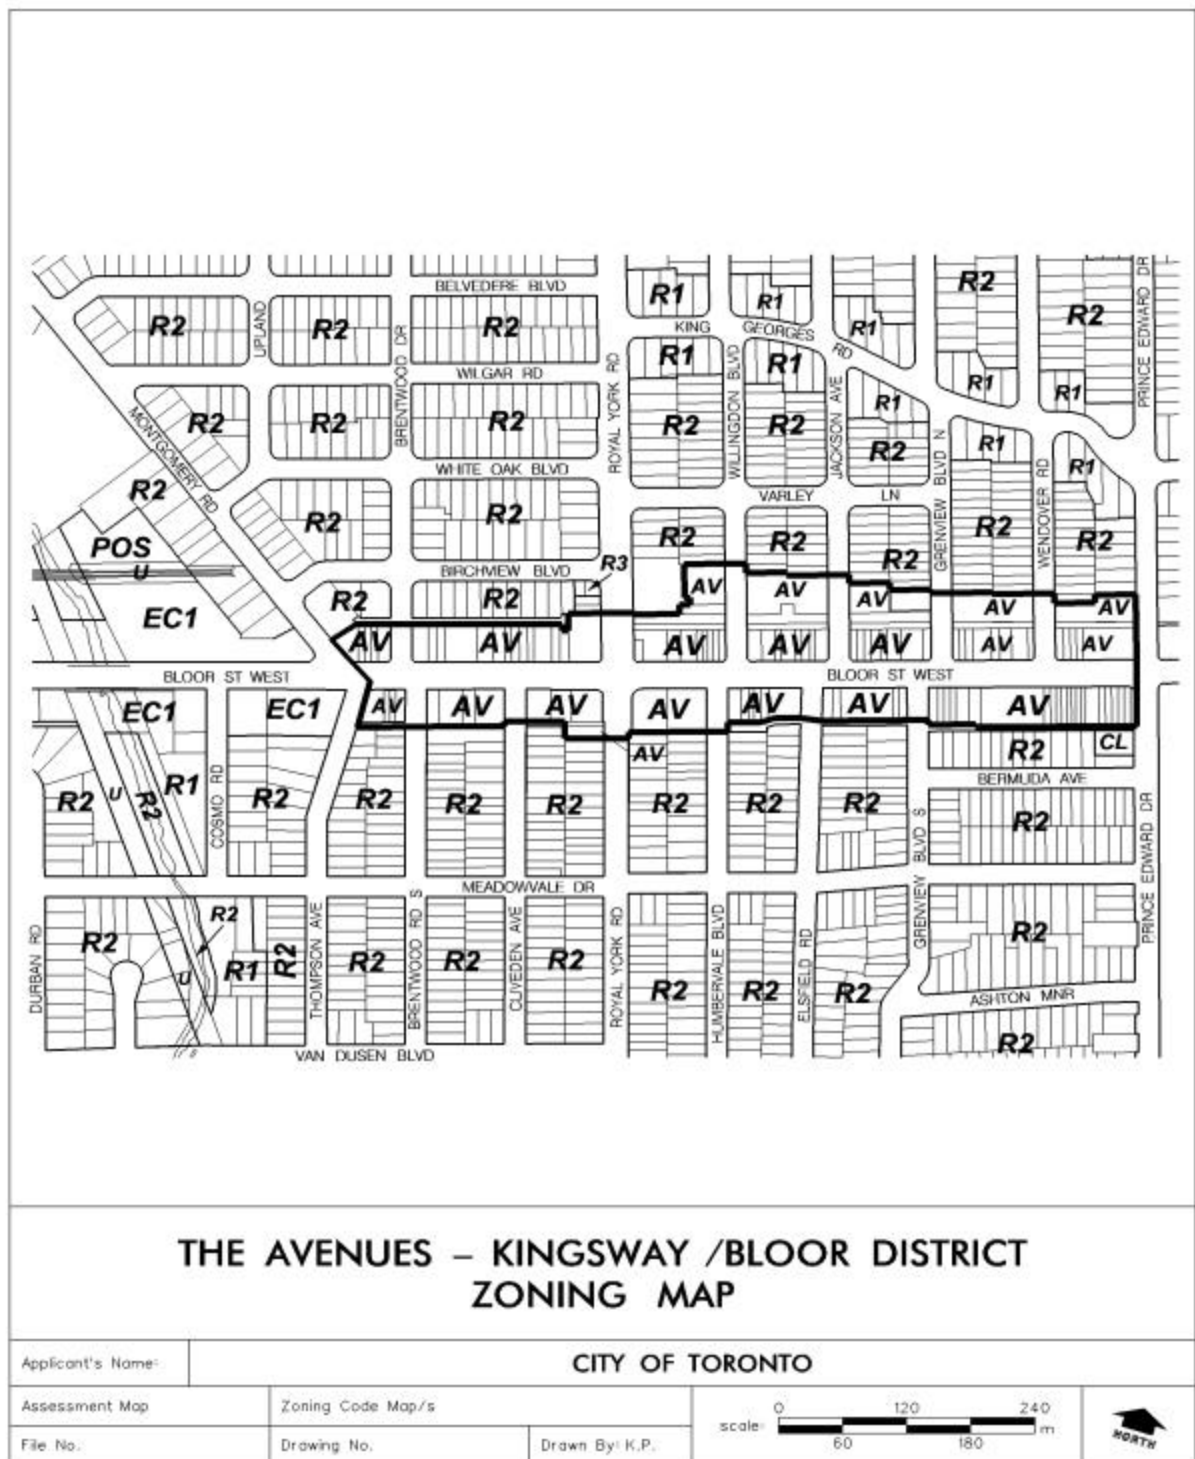 BELVEDERE BLVD
R1
R1
R2
R2
R2
R2
R2
UPLAND
BRENTWOOD DR
KING GEORGES RD
R1
PRINCE EDWARD DR
WILGAR RD
R1
R1
R1
R1
R1
MONTGOMERY RD
R2
R2
R2
ROYAL YORK RD
R2
WILLINGDON BLVD
R2
JACKSON AVE
R2
GRENVIEW BLVD N
R1
WENDOVER RD
R1
WHITE OAK BLVD
R2
VARLEY LN
R2
R2
R2
R2
R2
R2
R2
POS
U
BIRCHVIEW BLVD
R3
EC1
R2
R2
AV
AV
AV
AV
AV
AV
AV
AV
AV
AV
AV
AV
BLOOR ST WEST
BLOOR ST WEST
EC1
EC1
AV
AV
AV
AV
AV
AV
AV
AV
R2
CL
BERMUDA AVE
R2
U
R2
R1
COSMO RD
R2
R2
R2
R2
R2
R2
R2
R2
GRENVIEW BLVD S
PRINCE EDWARD DR
MEADOWVALE DR
DURBAN RD
R2
U
R2
R1
R2
THOMPSON AVE
R2
BRENTWOOD RD S
R2
CLIVEDEN AVE
R2
ROYAL YORK RD
R2
HUMBERVALE BLVD
R2
ELSFIELD RD
R2
R2
ASHTON MNR
R2
VAN DUSEN BLVD
THE AVENUES – KINGSWAY /BLOOR DISTRICT
ZONING MAP
Applicant's Name:
CITY OF TORONTO
Assessment Map
Zoning Code Map/s
File No.
Drawing No.
Drawn By: K.P.
scale:
0 120 240
m
60 180
NORTH